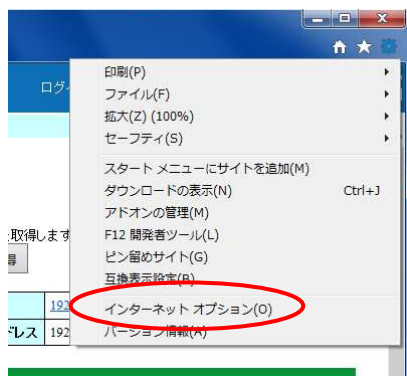 ログ
印刷(P)
ファイル(F)
拡大(Z) (100%)
セーフティ(S)
スタート メニューにサイトを追加(M)
ダウンロードの表示(N) Ctrl+J
アドオンの管理(M)
取得します
F12 開発者ツール(L)
ピン留めサイト(G)
互換表示設定(B)
192
インターネット オプション(O)
ドレス 192
バージョン情報(A)